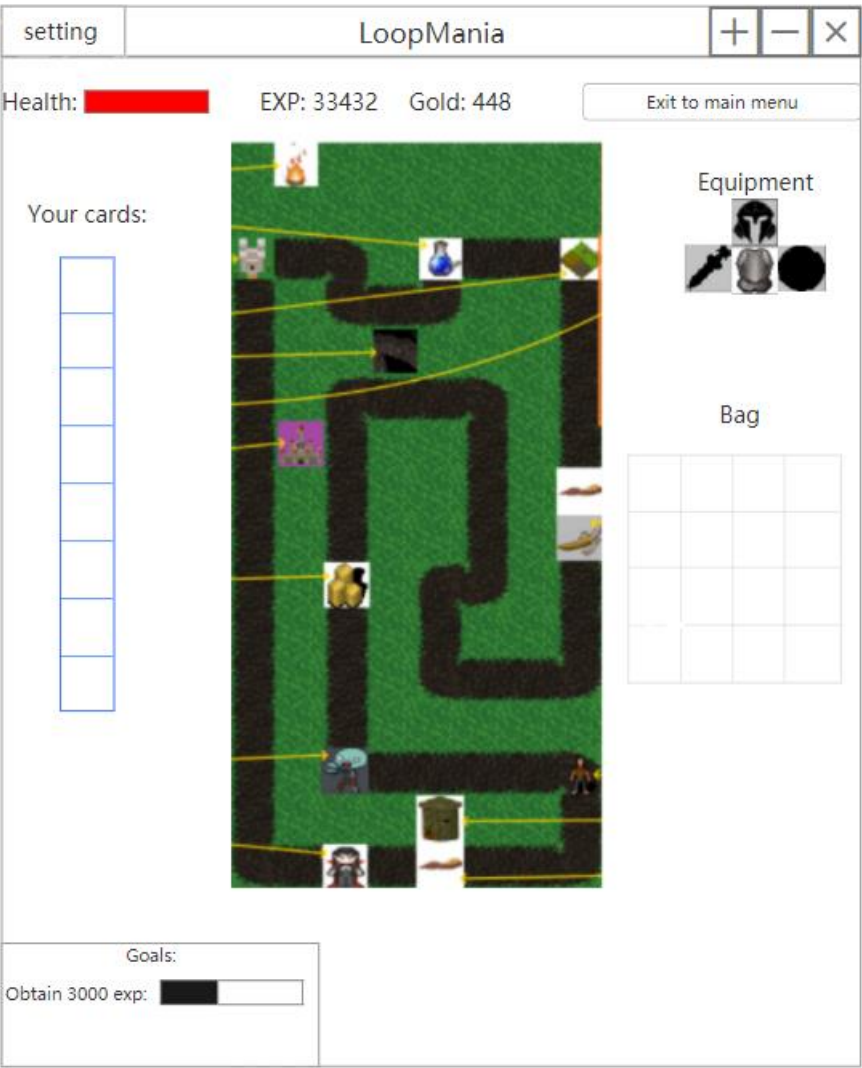 setting
LoopMania
Health:
EXP: 33432
Gold: 448
Exit to main menu
Your cards:
Equipment
Bag
Goals:
Obtain 3000 exp: